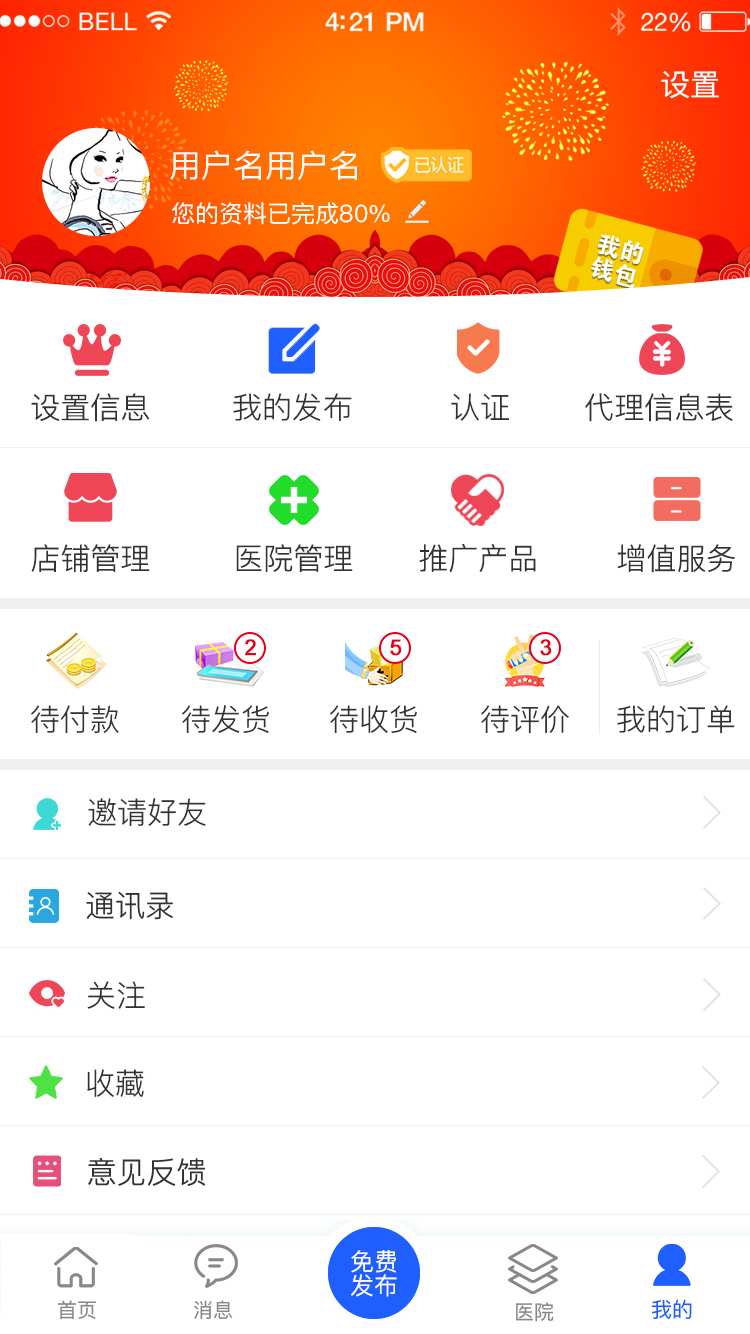 BELL 4:21 PM 22%
设置
用户名用户名 已认证
您的资料已完成80%
我的
钱包
设置信息 我的发布 认证 代理信息表
店铺管理 医院管理 推广产品 增值服务
2 5 3
待付款 待发货 待收货 待评价 我的订单
邀请好友
通讯录
关注
收藏
意见反馈
免费
发布
首页 消息 医院 我的